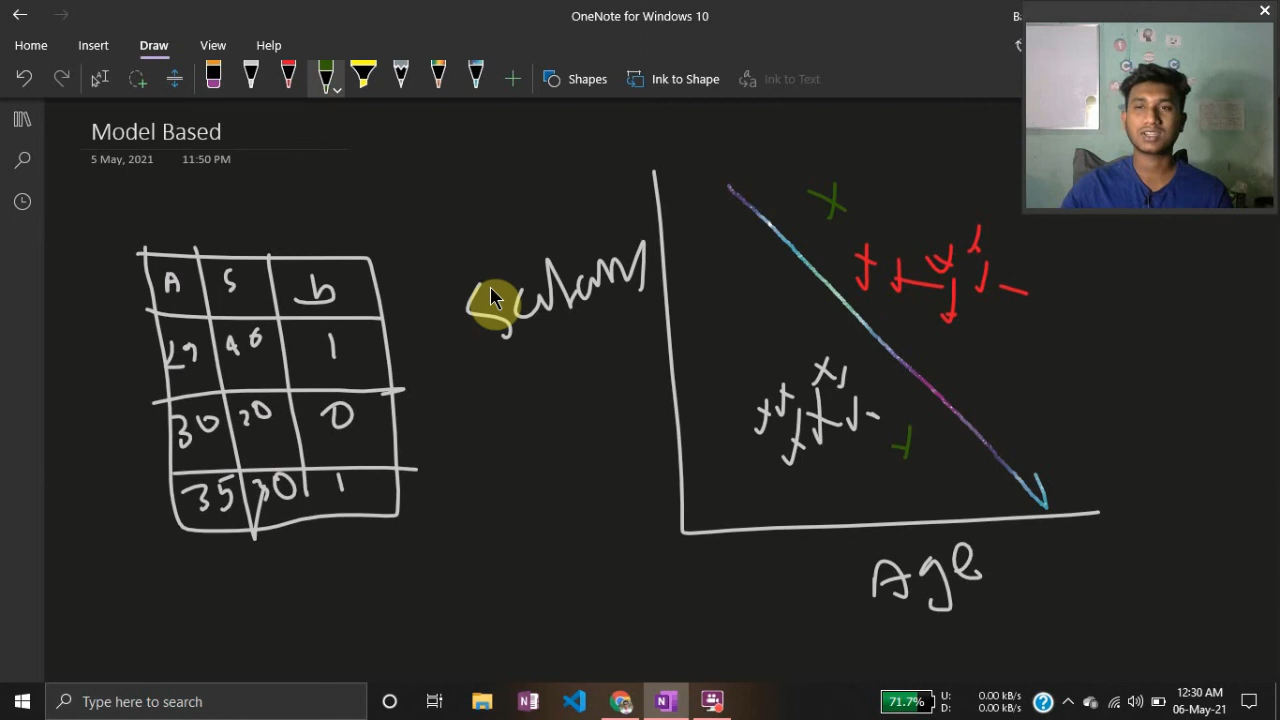 OneNote for Windows 10
Home Insert Draw View Help
Shapes Ink to Shape Ink to Text
Model Based
5 May, 2021 11:50 PM
A S b
29 40 1
30 20 0
35 30 1
Age
Type here to search
71.7%
U: 0.00 kB/s
D: 0.00 kB/s
12:30 AM
06-May-21